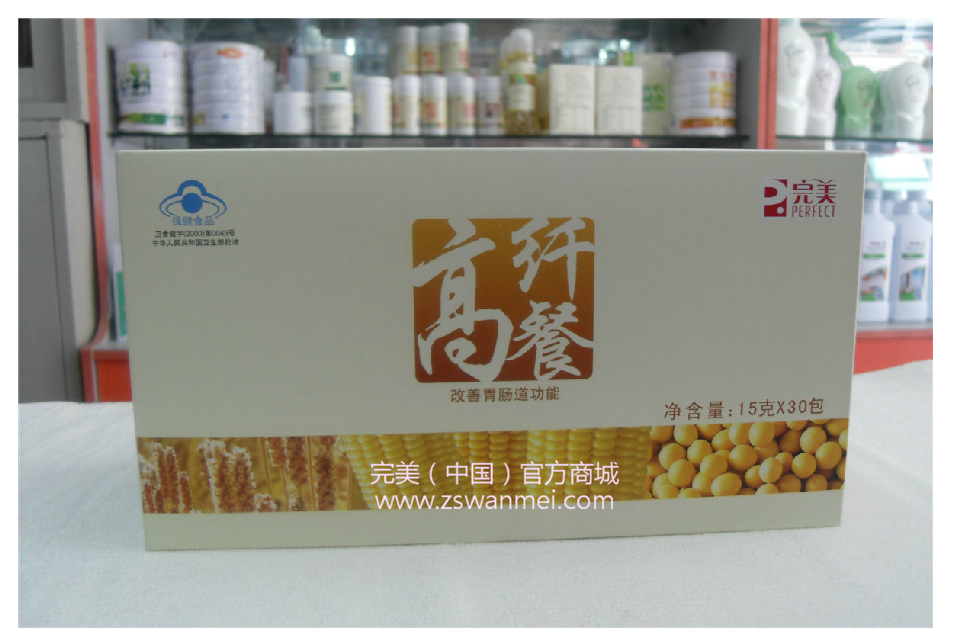 保健食品
卫食健字(2000)第0043号
中华人民共和国卫生部批准
完美
PERFECT
高纤餐
改善胃肠道功能
净含量:15克X30包
完美(中国)官方商城
www.zswanmei.com